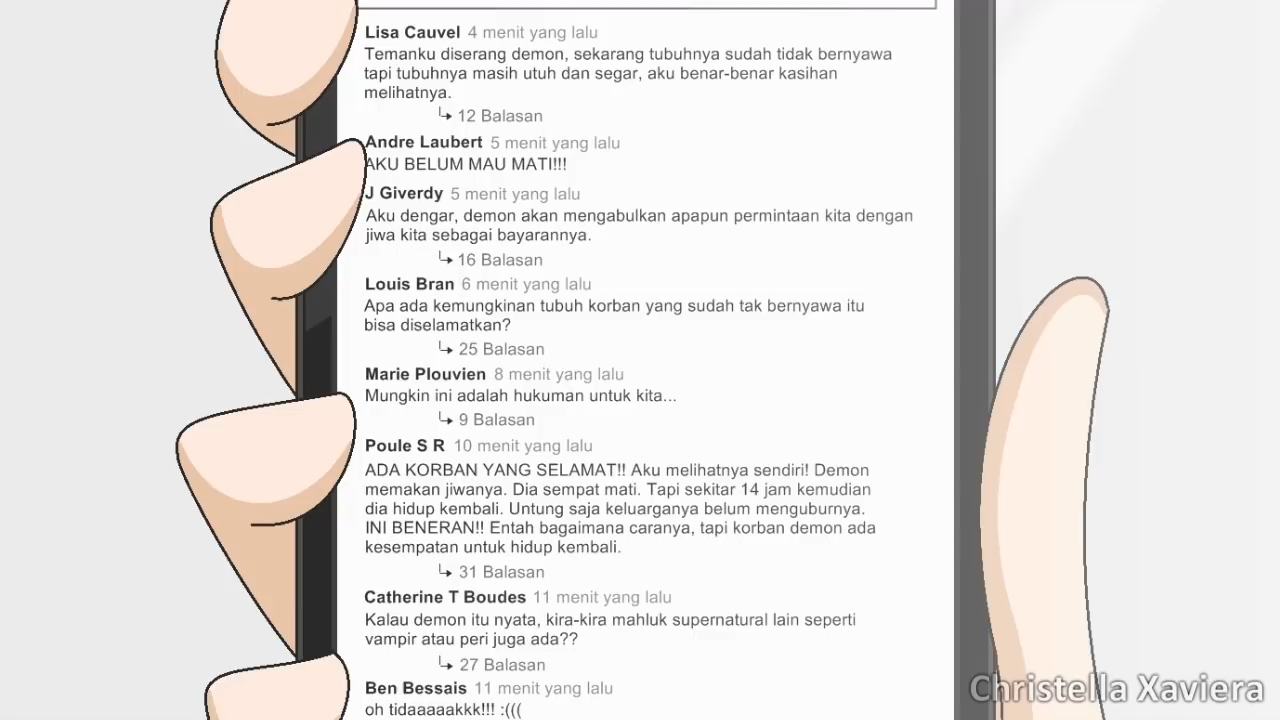 Lisa Cauvel 4 menit yang lalu
Temanku diserang demon, sekarang tubuhnya sudah tidak bernyawa
tapi tubuhnya masih utuh dan segar, aku benar-benar kasihan
melihatnya.
12 Balasan
Andre Laubert 5 menit yang lalu
AKU BELUM MAU MATI!!!
J Giverdy 5 menit yang lalu
Aku dengar, demon akan mengabulkan apapun permintaan kita dengan
jiwa kita sebagai bayarannya.
16 Balasan
Louis Bran 6 menit yang lalu
Apa ada kemungkinan tubuh korban yang sudah tak bernyawa itu
bisa diselamatkan?
25 Balasan
Marie Plouvien 8 menit yang lalu
Mungkin ini adalah hukuman untuk kita...
9 Balasan
Poule S R 10 menit yang lalu
ADA KORBAN YANG SELAMAT!! Aku melihatnya sendiri! Demon
memakan jiwanya. Dia sempat mati. Tapi sekitar 14 jam kemudian
dia hidup kembali. Untung saja keluarganya belum menguburnya.
INI BENERAN!! Entah bagaimana caranya, tapi korban demon ada
kesempatan untuk hidup kembali.
31 Balasan
Catherine T Boudes 11 menit yang lalu
Kalau demon itu nyata, kira-kira mahluk supernatural lain seperti
vampir atau peri juga ada??
27 Balasan
Ben Bessais 11 menit yang lalu
oh tidaaaaakkk!!! :(((
Christella Xaviera